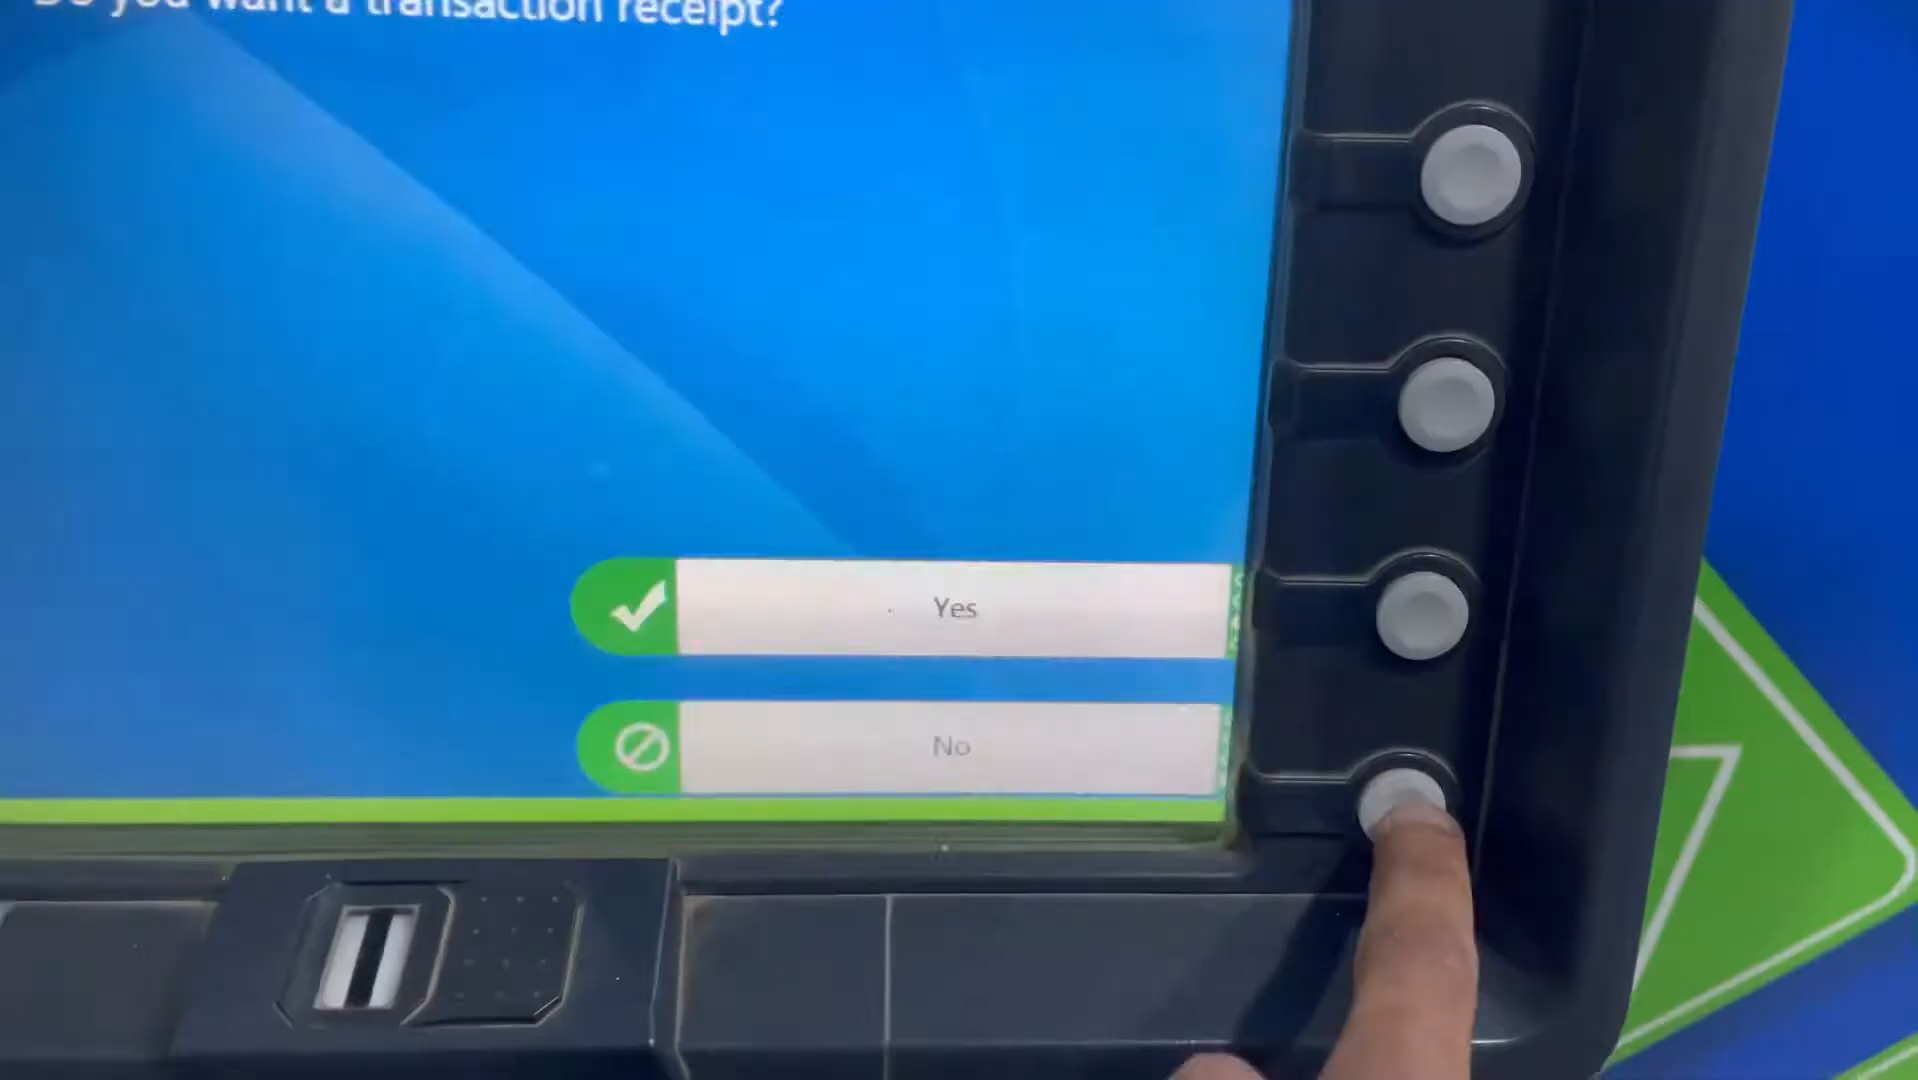 Do you want a transaction receipt?
Yes
No